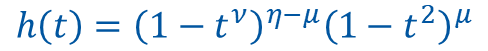 h(t) = (1 − t^ν)^{η−μ}(1 − t^2)^μ